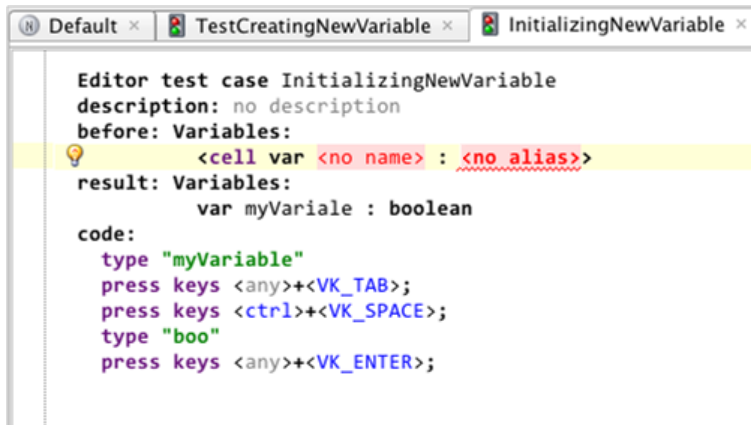 Default × TestCreatingNewVariable × InitializingNewVariable ×
Editor test case InitializingNewVariable
description: no description
before: Variables:
<cell var <no name> : <no alias>>
result: Variables:
var myVariale : boolean
code:
type "myVariable"
press keys <any>+<VK_TAB>;
press keys <ctrl>+<VK_SPACE>;
type "boo"
press keys <any>+<VK_ENTER>;